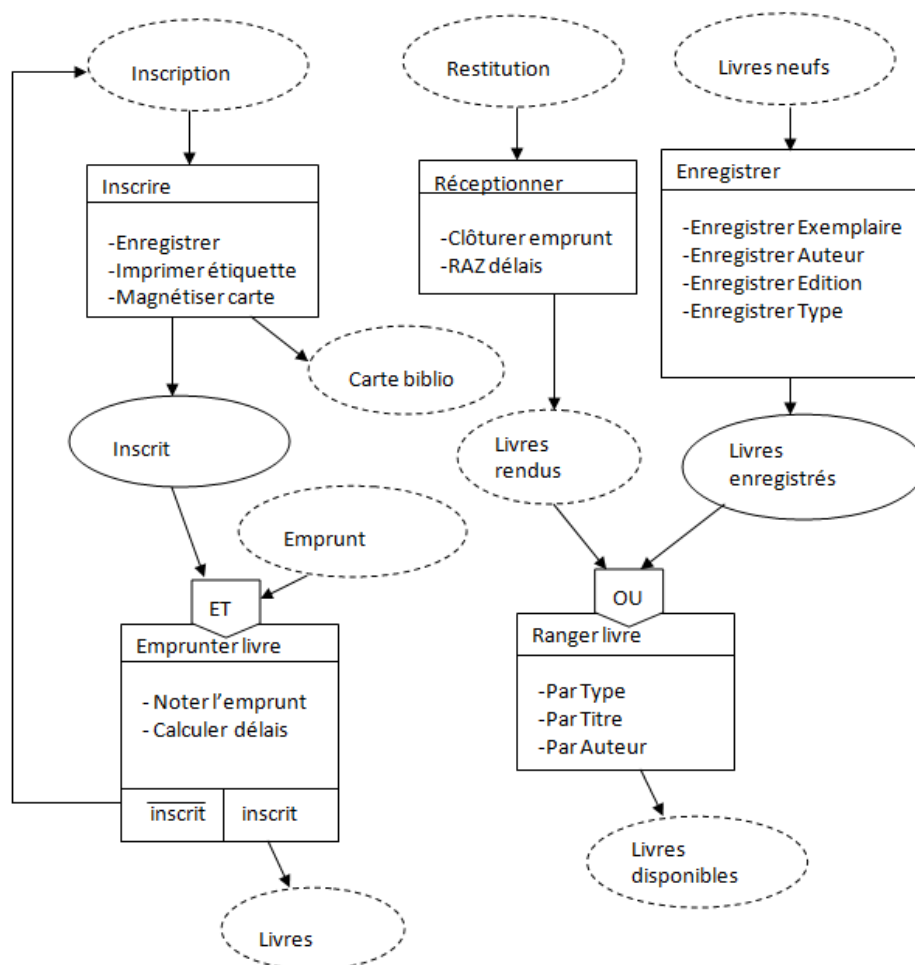 Inscription
Restitution
Livres neufs
Inscrire
-Enregistrer
-Imprimer étiquette
-Magnétiser carte
Réceptionner
-Clôturer emprunt
-RAZ délais
Enregistrer
-Enregistrer Exemplaire
-Enregistrer Auteur
-Enregistrer Edition
-Enregistrer Type
Carte biblio
Inscrit
Livres
rendus
Livres
enregistrés
Emprunt
ET
OU
Emprunter livre
- Noter l'emprunt
- Calculer délais
inscrit
inscrit
Ranger livre
-Par Type
-Par Titre
-Par Auteur
Livres
disponibles
Livres